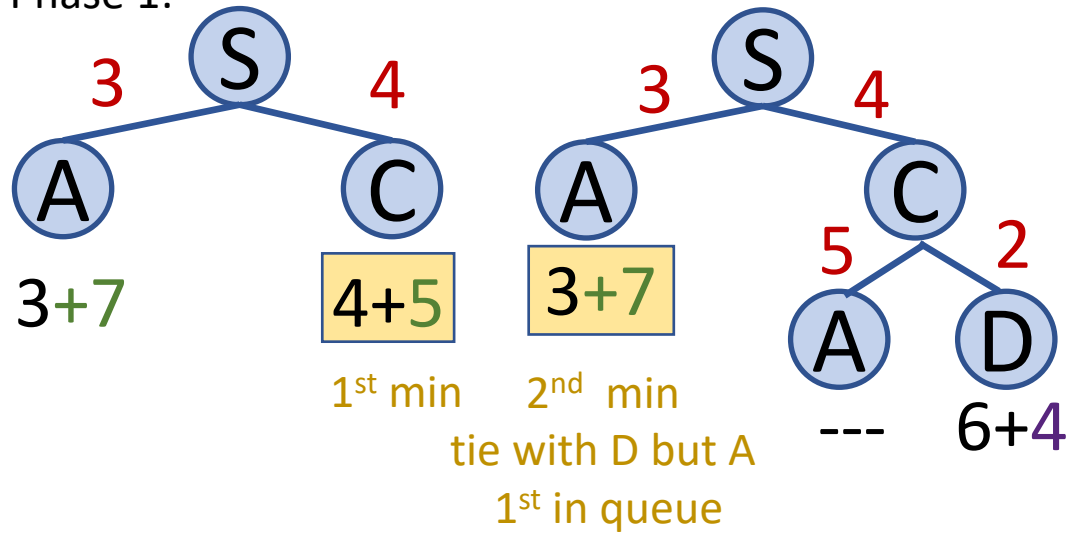 Phase 1:
S S
3 4 3 4
A C A C
5 2
3+7 4+5 3+7 A D
1st min 2nd min --- 6+4
tie with D but A
1st in queue